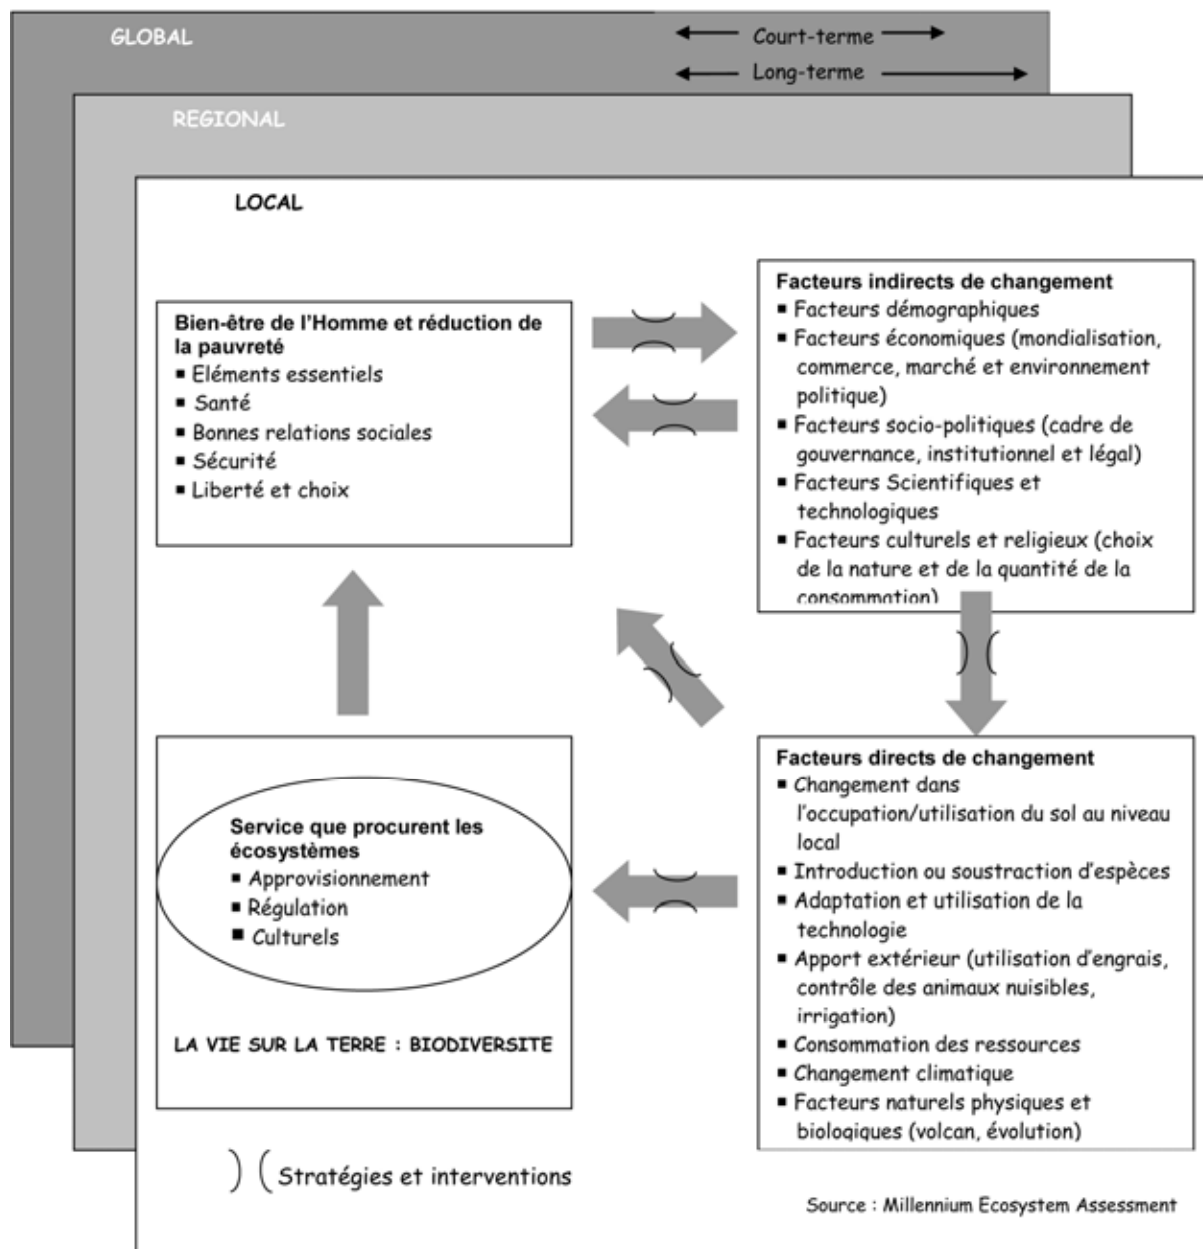 GLOBAL
Court-terme
Long-terme
REGIONAL
LOCAL
Bien-être de l'Homme et réduction de
la pauvreté
▪ Eléments essentiels
▪ Santé
▪ Bonnes relations sociales
▪ Sécurité
▪ Liberté et choix
Facteurs indirects de changement
▪ Facteurs démographiques
▪ Facteurs économiques (mondialisation,
commerce, marché et environnement
politique)
▪ Facteurs socio-politiques (cadre de
gouvernance, institutionnel et légal)
▪ Facteurs Scientifiques et
technologiques
▪ Facteurs culturels et religieux (choix
de la nature et de la quantité de la
consommation)
Service que procurent les
écosystèmes
▪ Approvisionnement
▪ Régulation
▪ Culturels
LA VIE SUR LA TERRE : BIODIVERSITE
Facteurs directs de changement
▪ Changement dans
l'occupation/utilisation du sol au niveau
local
▪ Introduction ou soustraction d'espèces
▪ Adaptation et utilisation de la
technologie
▪ Apport extérieur (utilisation d'engrais,
contrôle des animaux nuisibles,
irrigation)
▪ Consommation des ressources
▪ Changement climatique
▪ Facteurs naturels physiques et
biologiques (volcan, évolution)
) ( Stratégies et interventions
Source : Millennium Ecosystem Assessment